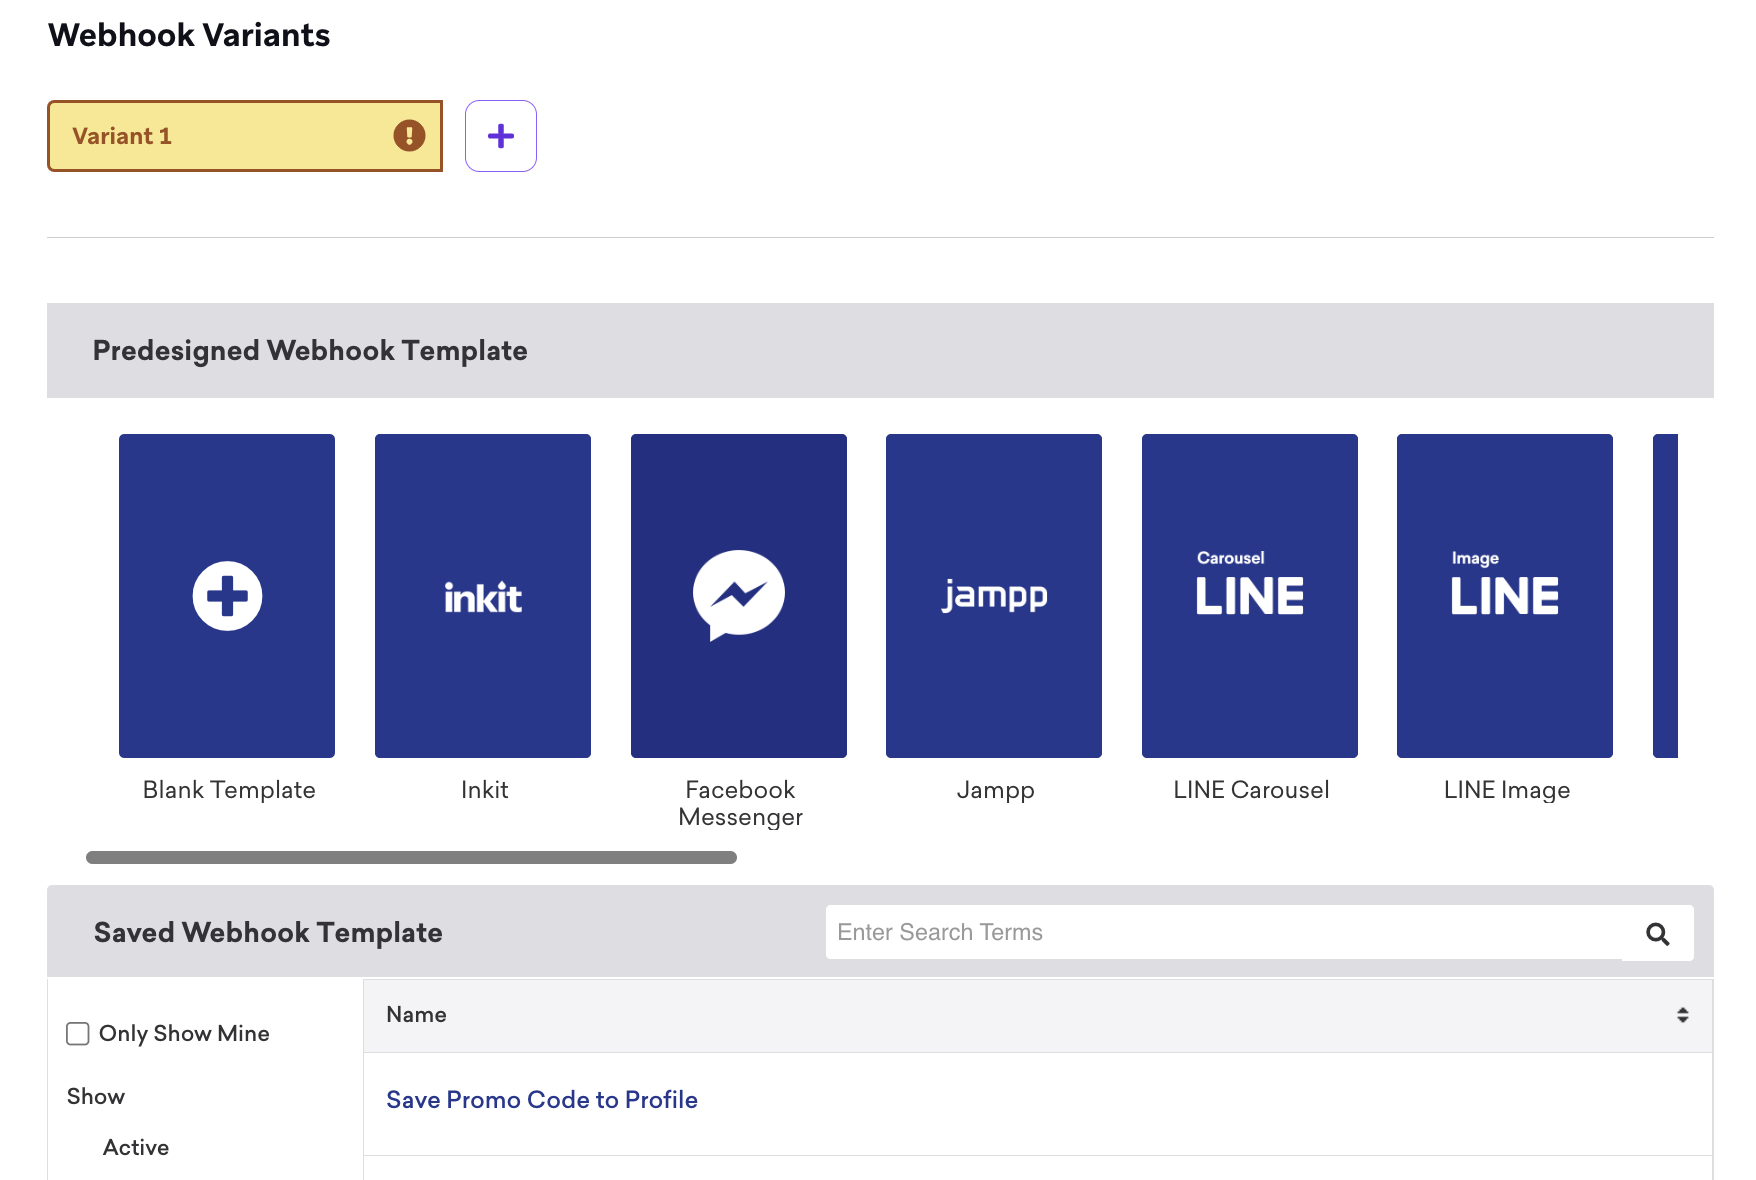 Webhook Variants
Variant 1
Predesigned Webhook Template
inkit
jampp
Carousel
LINE
Image
LINE
Blank Template
Inkit
Facebook
Messenger
Jampp
LINE Carousel
LINE Image
Saved Webhook Template
Enter Search Terms
Name
Only Show Mine
Show
Save Promo Code to Profile
Active